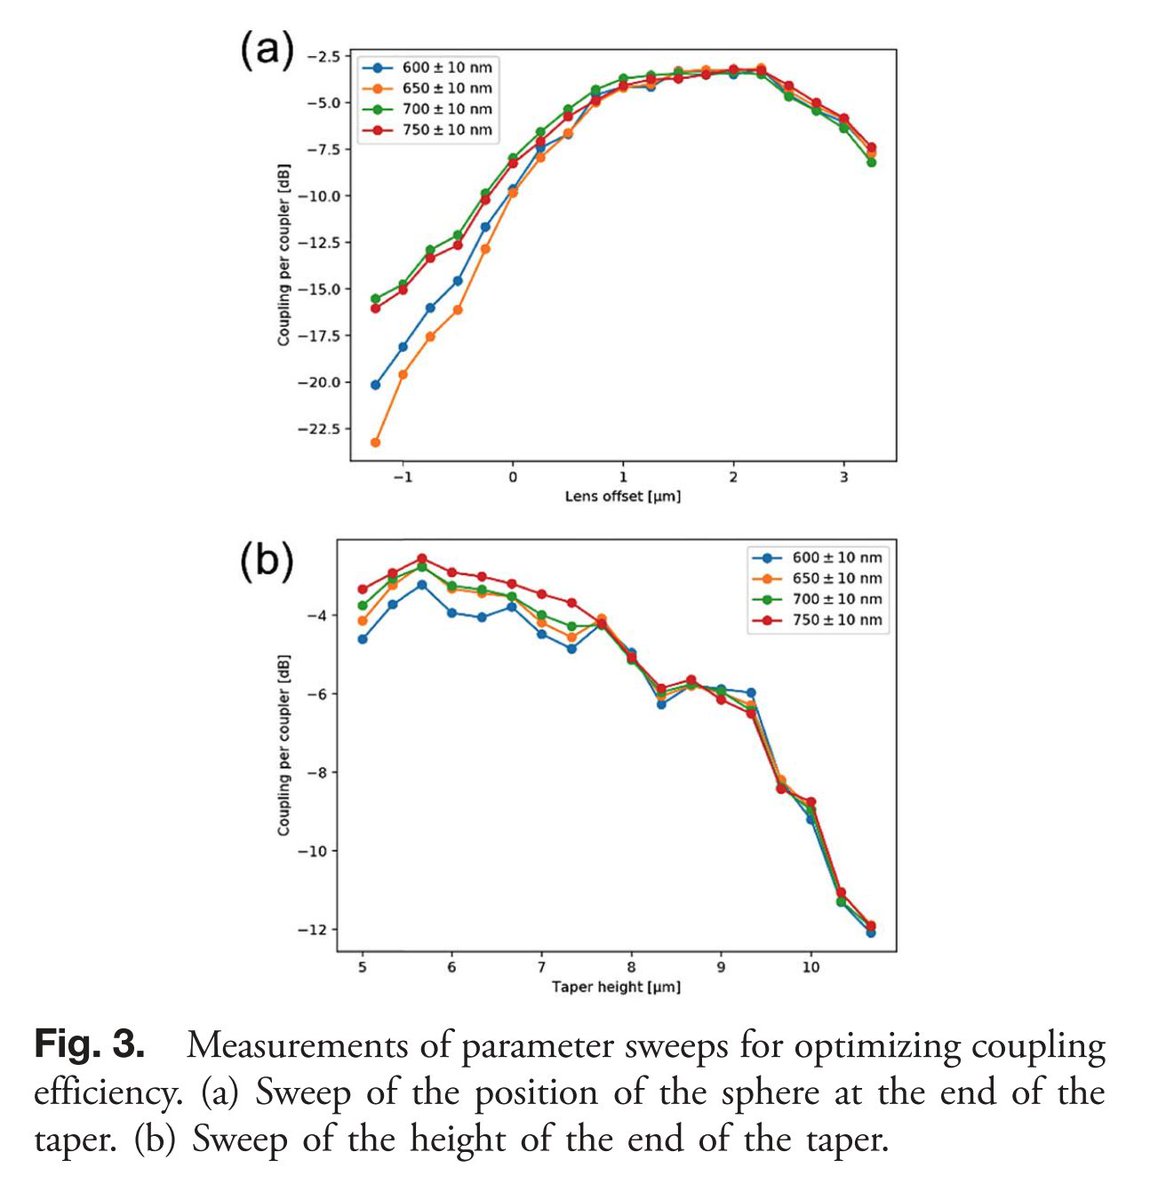 (a)
−2.5
−5.0
−7.5
−10.0
−12.5
−15.0
−17.5
−20.0
−22.5
Coupling per coupler [dB]
600 ± 10 nm
650 ± 10 nm
700 ± 10 nm
750 ± 10 nm
−1 0 1 2 3
Lens offset [μm]
(b)
−4
−6
−8
−10
−12
Coupling per coupler [dB]
600 ± 10 nm
650 ± 10 nm
700 ± 10 nm
750 ± 10 nm
5 6 7 8 9 10
Taper height [μm]
Fig. 3. Measurements of parameter sweeps for optimizing coupling
efficiency. (a) Sweep of the position of the sphere at the end of the
taper. (b) Sweep of the height of the end of the taper.